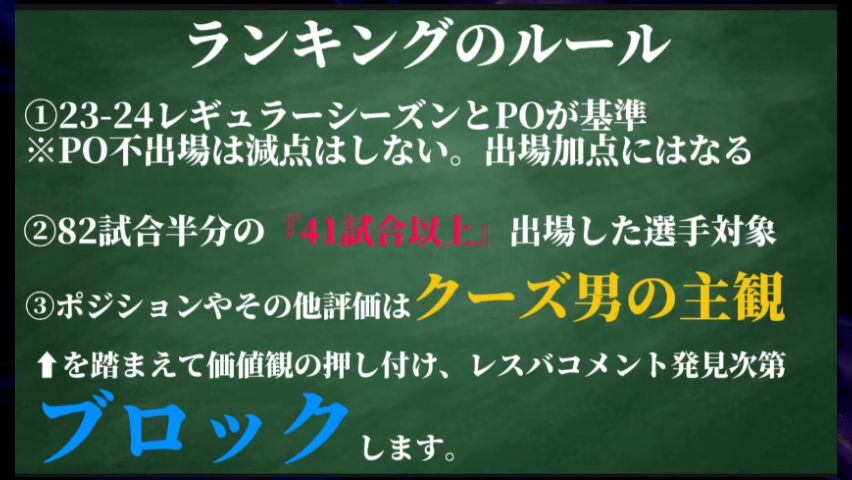 ランキングのルール
①23-24レギュラーシーズンとPOが基準
※PO不出場は減点はしない。出場加点にはなる
②82試合半分の『41試合以上』出場した選手対象
③ポジションやその他評価はクーズ男の主観
⬆を踏まえて価値観の押し付け、レスバコメント発見次第
ブロックします。